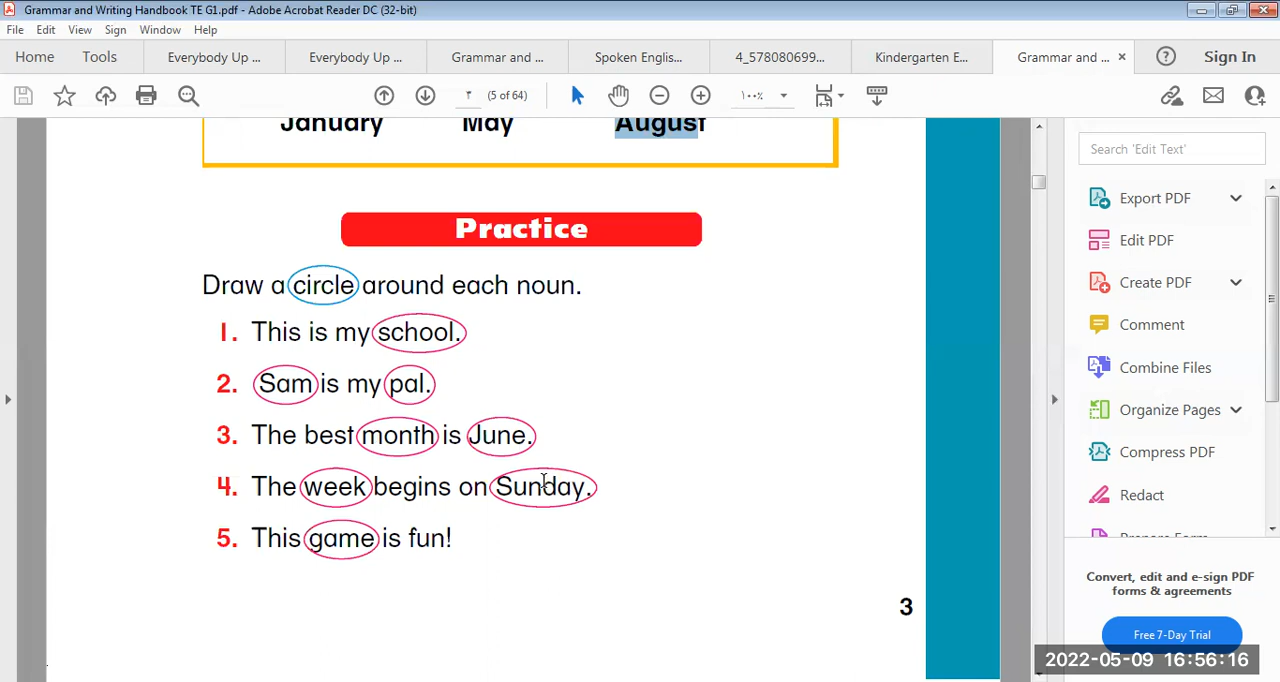 Grammar and Writing Handbook TE G1.pdf - Adobe Acrobat Reader DC (32-bit)
File Edit View Sign Window Help
Home Tools Everybody Up ... Everybody Up ... Grammar and ... Spoken Englis... 4_578080699... Kindergarten E... Grammar and ... × ? Sign In
۳ (5 of 64) ۱۰۰٪
January May August
Search 'Edit Text'
Practice
Export PDF
Edit PDF
Draw a circle around each noun.
Create PDF
1. This is my school.
Comment
Combine Files
2. Sam is my pal.
Organize Pages
3. The best month is June.
Compress PDF
4. The week begins on Sunday.
Redact
Prepare Form
5. This game is fun!
Convert, edit and e-sign PDF
forms & agreements
3
Free 7-Day Trial
2022-05-09 16:56:16